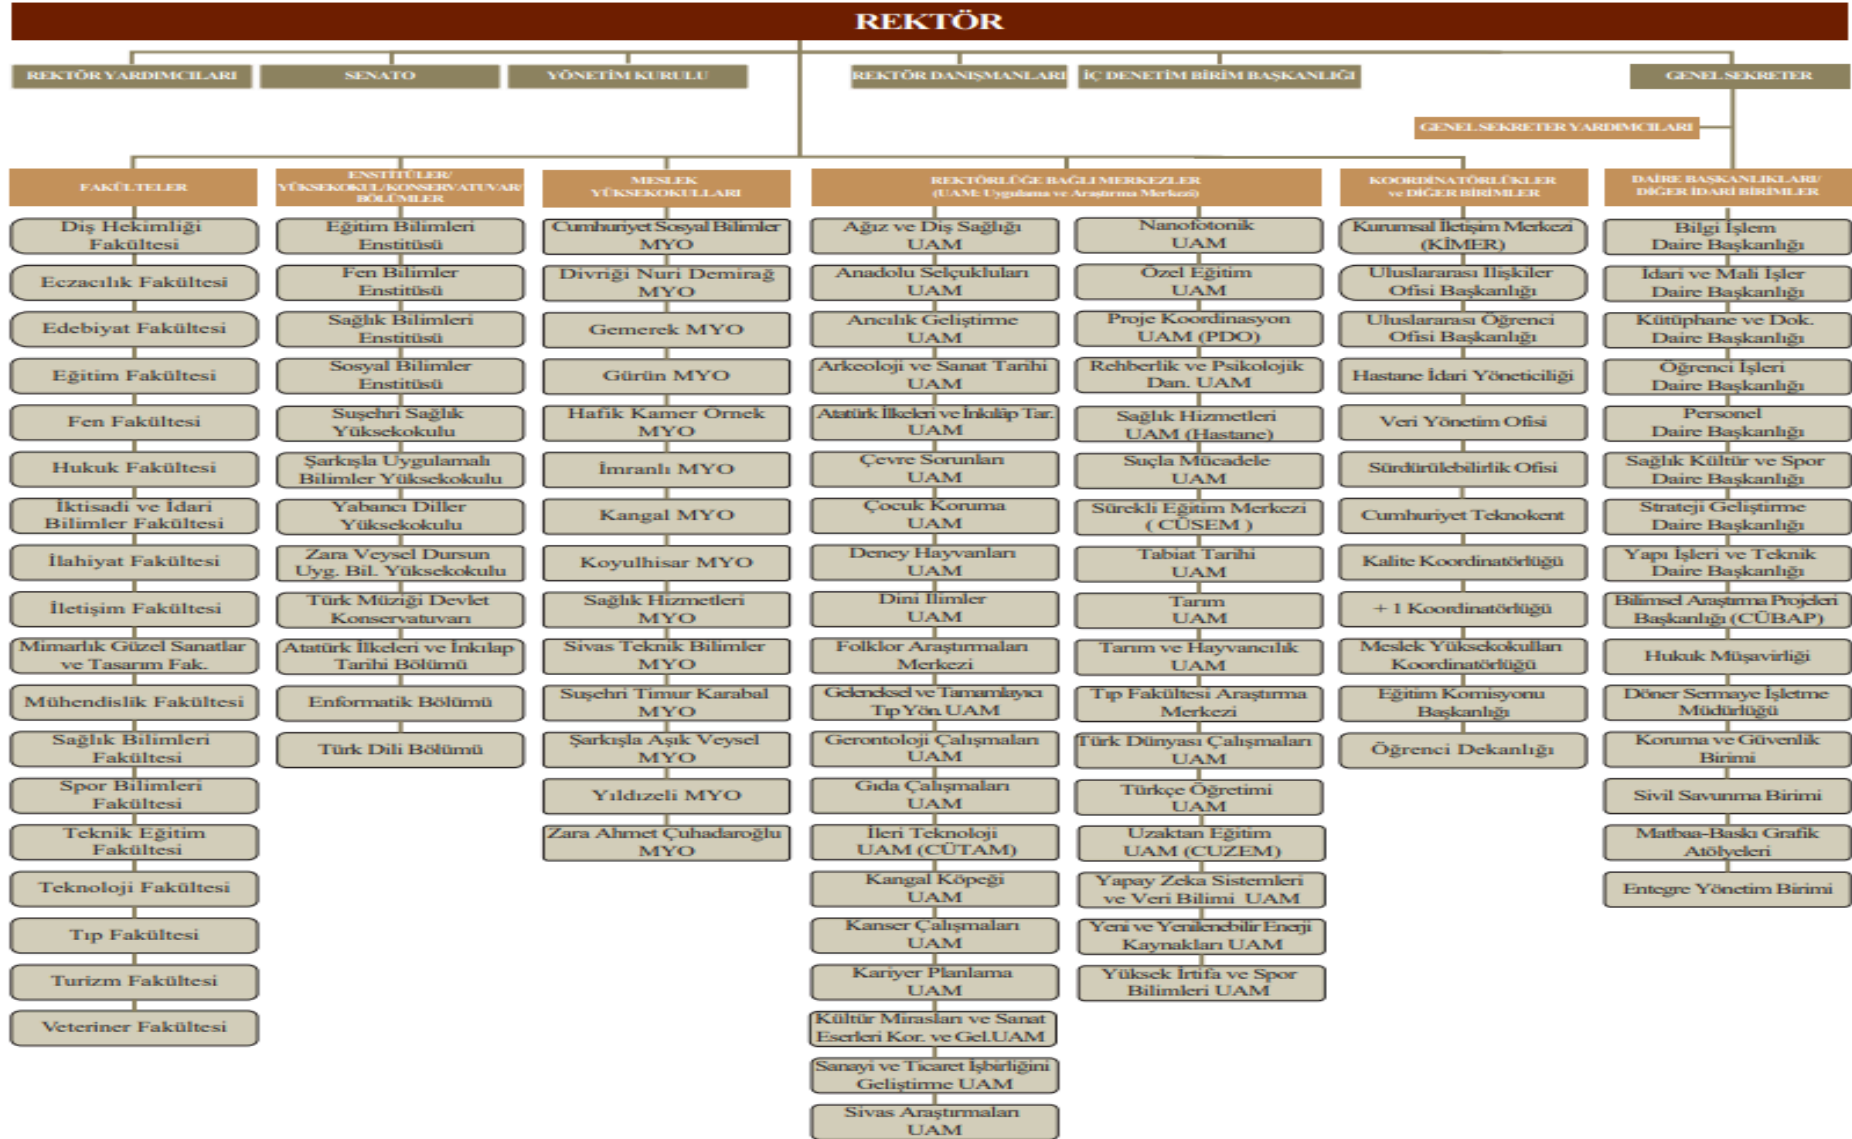 REKTÖR
REKTÖR YARDIMCILARI
SENATO
YÖNETİM KURULU
REKTÖR DANIŞMANLARI
İÇ DENETİM BİRİM BAŞKANLIĞI
GENEL SEKRETER
GENEL SEKRETER YARDIMCILARI
FAKÜLTELER
Diş Hekimliği
Fakültesi
Eczacılık Fakültesi
Edebiyat Fakültesi
Eğitim Fakültesi
Fen Fakültesi
Hukuk Fakültesi
İktisadi ve İdari
Bilimler Fakültesi
İlahiyat Fakültesi
İletişim Fakültesi
Mimarlık Güzel Sanatlar
ve Tasarım Fak.
Mühendislik Fakültesi
Sağlık Bilimleri
Fakültesi
Spor Bilimleri
Fakültesi
Teknik Eğitim
Fakültesi
Teknoloji Fakültesi
Tıp Fakültesi
Turizm Fakültesi
Veteriner Fakültesi
ENSTİTÜLER/
YÜKSEKOKUL/KONSERVATUVAR/
BÖLÜMLER
Eğitim Bilimleri
Enstitüsü
Fen Bilimler
Enstitüsü
Sağlık Bilimleri
Enstitüsü
Sosyal Bilimler
Enstitüsü
Suşehri Sağlık
Yüksekokulu
Şarkışla Uygulamalı
Bilimler Yüksekokulu
Yabancı Diller
Yüksekokulu
Zara Veysel Dursun
Uyg. Bil. Yüksekokulu
Türk Müziği Devlet
Konservatuvarı
Atatürk İlkeleri ve İnkılap
Tarihi Bölümü
Enformatik Bölümü
Türk Dili Bölümü
MESLEK
YÜKSEKOKULLARI
Cumhuriyet Sosyal Bilimler
MYO
Divriği Nuri Demirağ
MYO
Gemerek MYO
Gürün MYO
Hafik Kamer Örnek
MYO
İmranlı MYO
Kangal MYO
Koyulhisar MYO
Sağlık Hizmetleri
MYO
Sivas Teknik Bilimler
MYO
Suşehri Timur Karabal
MYO
Şarkışla Aşık Veysel
MYO
Yıldızeli MYO
Zara Ahmet Çuhadaroğlu
MYO
REKTÖRLÜĞE BAĞLI MERKEZLER
(UAM: Uygulama ve Araştırma Merkezi)
Ağız ve Diş Sağlığı
UAM
Anadolu Selçukluları
UAM
Arıcılık Geliştirme
UAM
Arkeoloji ve Sanat Tarihi
UAM
Atatürk İlkeleri ve İnkılâp Tar.
UAM
Çevre Sorunları
UAM
Çocuk Koruma
UAM
Deney Hayvanları
UAM
Dini İlimler
UAM
Folklor Araştırmaları
Merkezi
Geleneksel ve Tamamlayıcı
Tıp Yön. UAM
Gerontoloji Çalışmaları
UAM
Gıda Çalışmaları
UAM
İleri Teknoloji
UAM (CÜTAM)
Kangal Köpeği
UAM
Kanser Çalışmaları
UAM
Kariyer Planlama
UAM
Kültür Mirasları ve Sanat
Eserleri Kor. ve Gel.UAM
Sanayi ve Ticaret İşbirliğini
Geliştirme UAM
Sivas Araştırmaları
UAM
Nanofotonik
UAM
Özel Eğitim
UAM
Proje Koordinasyon
UAM (PDO)
Rehberlik ve Psikolojik
Dan. UAM
Sağlık Hizmetleri
UAM (Hastane)
Suçla Mücadele
UAM
Sürekli Eğitim Merkezi
( CÜSEM )
Tabiat Tarihi
UAM
Tarım
UAM
Tarım ve Hayvancılık
UAM
Tıp Fakültesi Araştırma
Merkezi
Türk Dünyası Çalışmaları
UAM
Türkçe Öğretimi
UAM
Uzaktan Eğitim
UAM (CUZEM)
Yapay Zeka Sistemleri
ve Veri Bilimi UAM
Yeni ve Yenilenebilir Enerji
Kaynakları UAM
Yüksek İrtifa ve Spor
Bilimleri UAM
KOORDİNATÖRLÜKLER
ve DİĞER BİRİMLER
Kurumsal İletişim Merkezi
(KİMER)
Uluslararası İlişkiler
Ofisi Başkanlığı
Uluslararası Öğrenci
Ofisi Başkanlığı
Hastane İdari Yöneticiliği
Veri Yönetim Ofisi
Sürdürülebilirlik Ofisi
Cumhuriyet Teknokent
Kalite Koordinatörlüğü
+ 1 Koordinatörlüğü
Meslek Yüksekokulları
Koordinatörlüğü
Eğitim Komisyonu
Başkanlığı
Öğrenci Dekanlığı
DAİRE BAŞKANLIKLARI/
DİĞER İDARİ BİRİMLER
Bilgi İşlem
Daire Başkanlığı
İdari ve Mali İşler
Daire Başkanlığı
Kütüphane ve Dok.
Daire Başkanlığı
Öğrenci İşleri
Daire Başkanlığı
Personel
Daire Başkanlığı
Sağlık Kültür ve Spor
Daire Başkanlığı
Strateji Geliştirme
Daire Başkanlığı
Yapı İşleri ve Teknik
Daire Başkanlığı
Bilimsel Araştırma Projeleri
Başkanlığı (CÜBAP)
Hukuk Müşavirliği
Döner Sermaye İşletme
Müdürlüğü
Koruma ve Güvenlik
Birimi
Sivil Savunma Birimi
Matbaa-Baskı Grafik
Atölyeleri
Entegre Yönetim Birimi